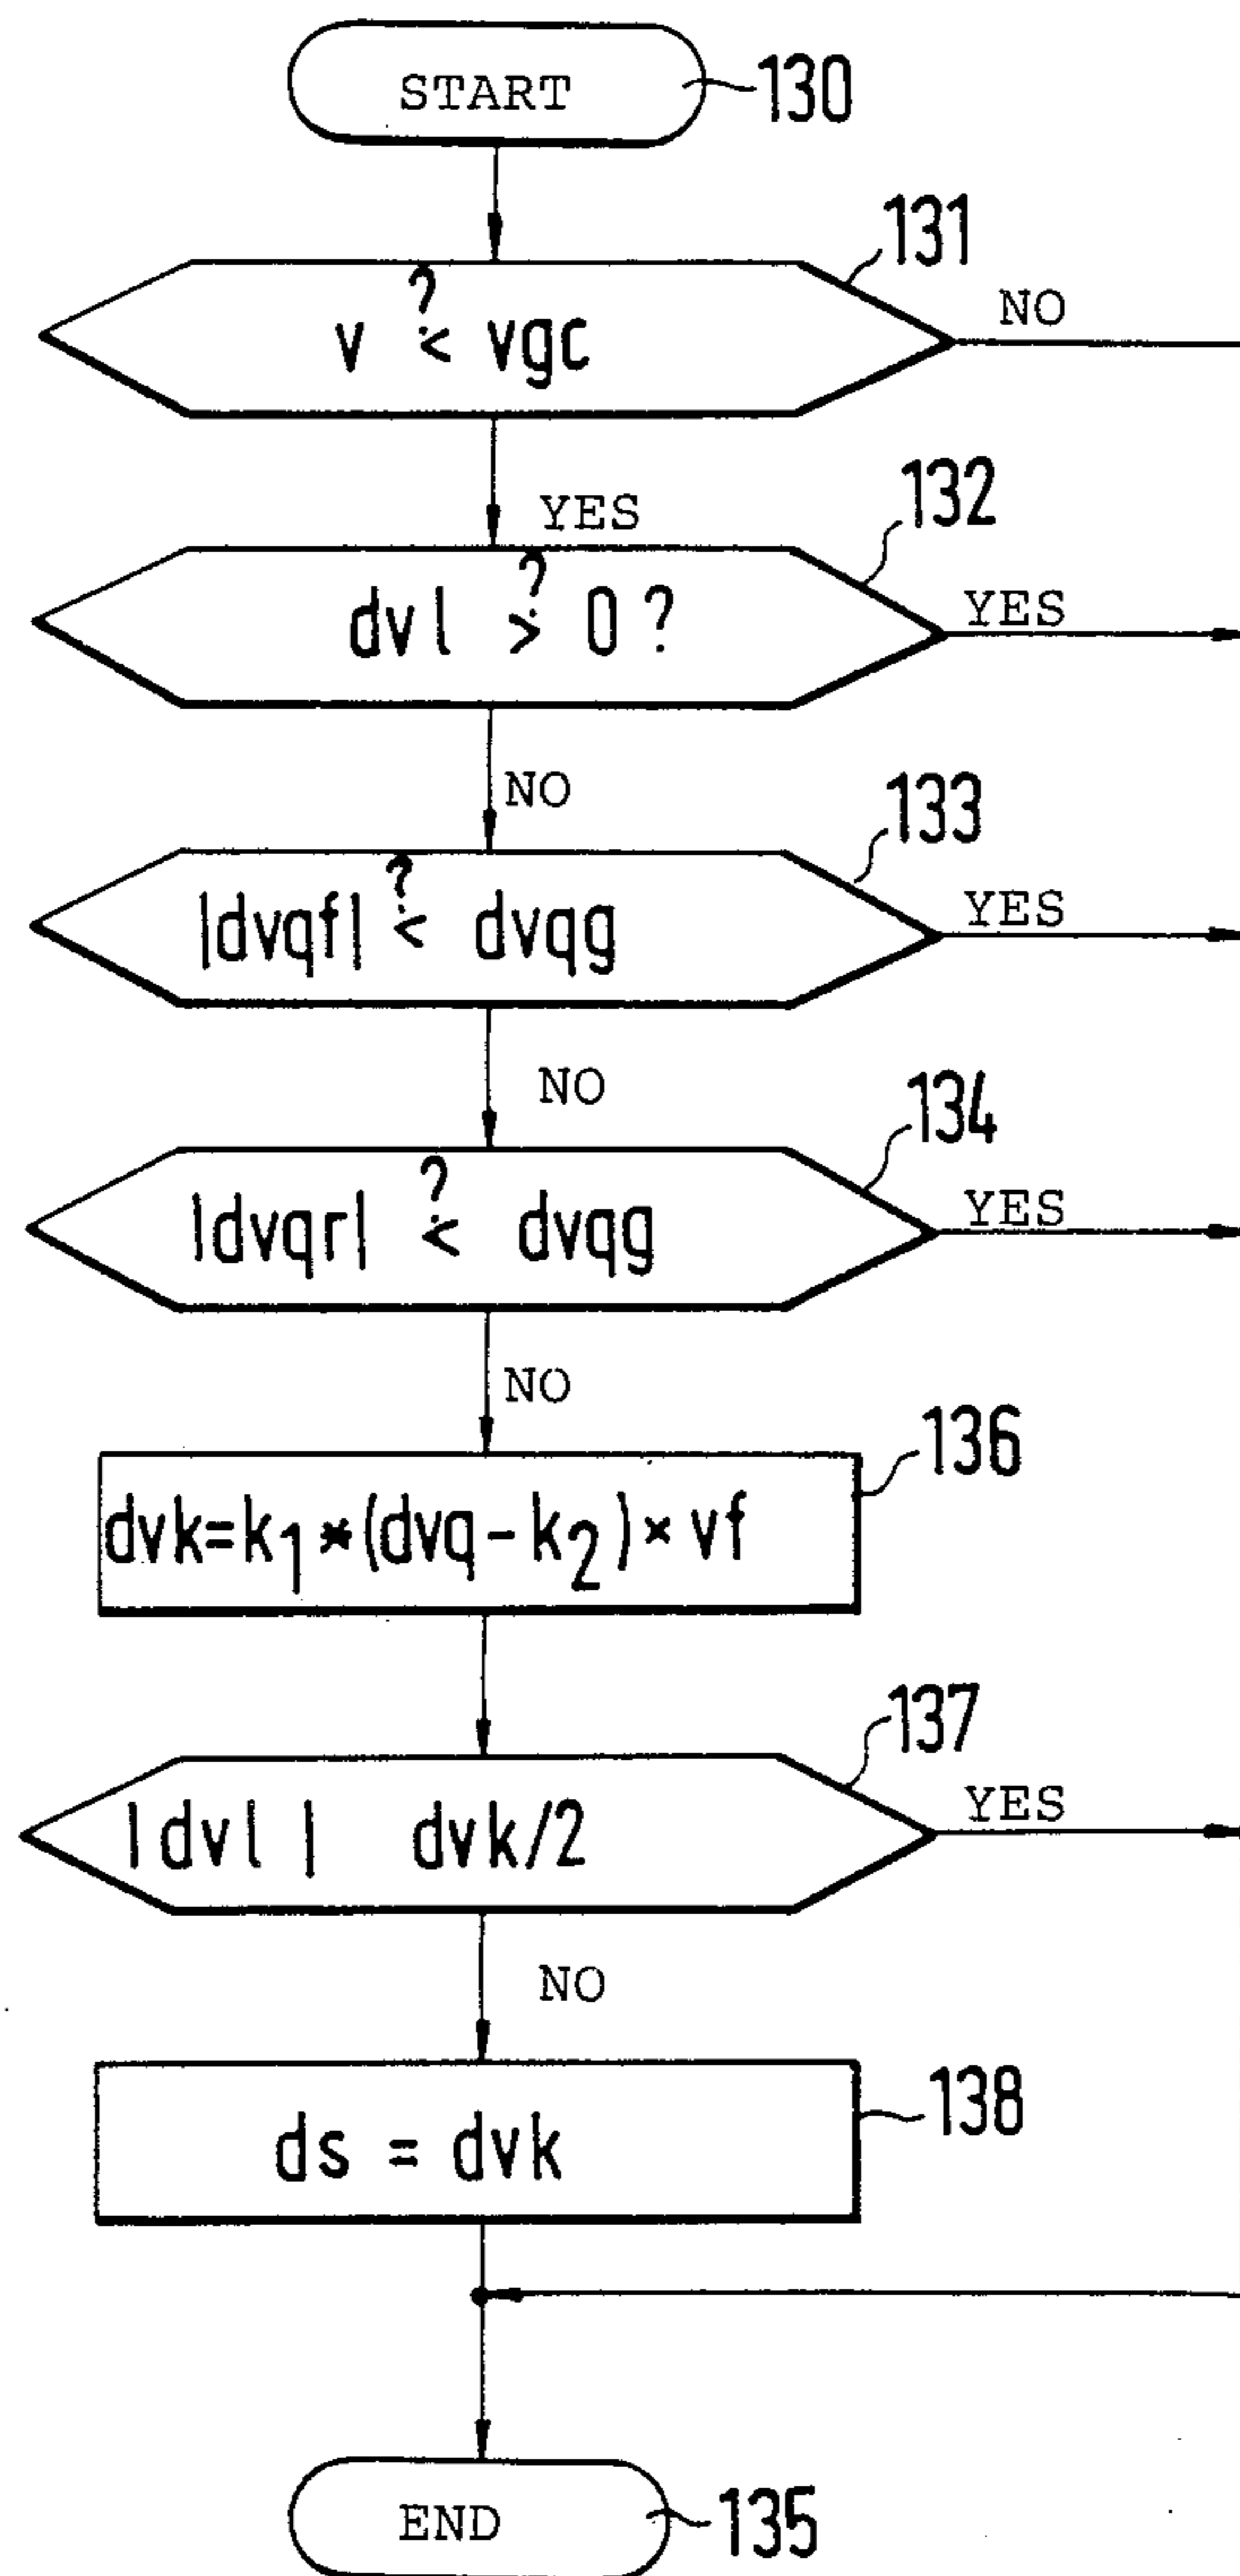 START
130
131
v <? vgc
NO
YES
132
dvl >? 0 ?
YES
NO
133
|dvqf| <? dvqg
YES
NO
134
|dvqr| <? dvqg
YES
NO
136
dvk=k1*(dvq-k2)×vf
137
|dvl| dvk/2
YES
NO
138
ds = dvk
END
135